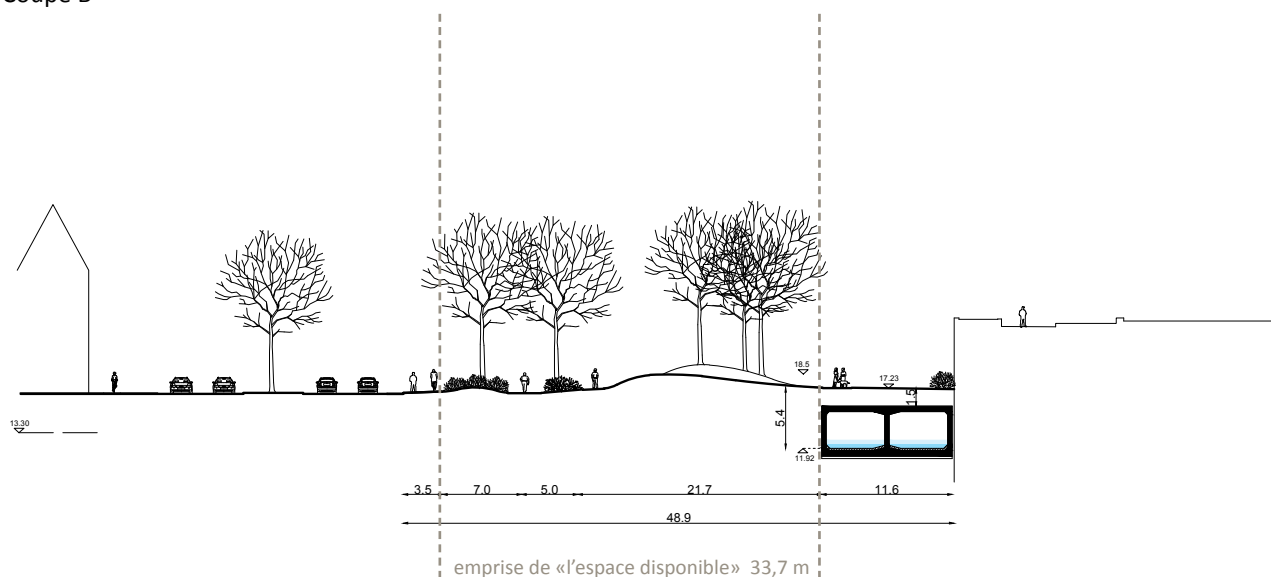 Coupe B
18.5
17.23
1.5
5.4
13.30
11.92
3.5 7.0 5.0 21.7 11.6
48.9
emprise de «l'espace disponible» 33,7 m